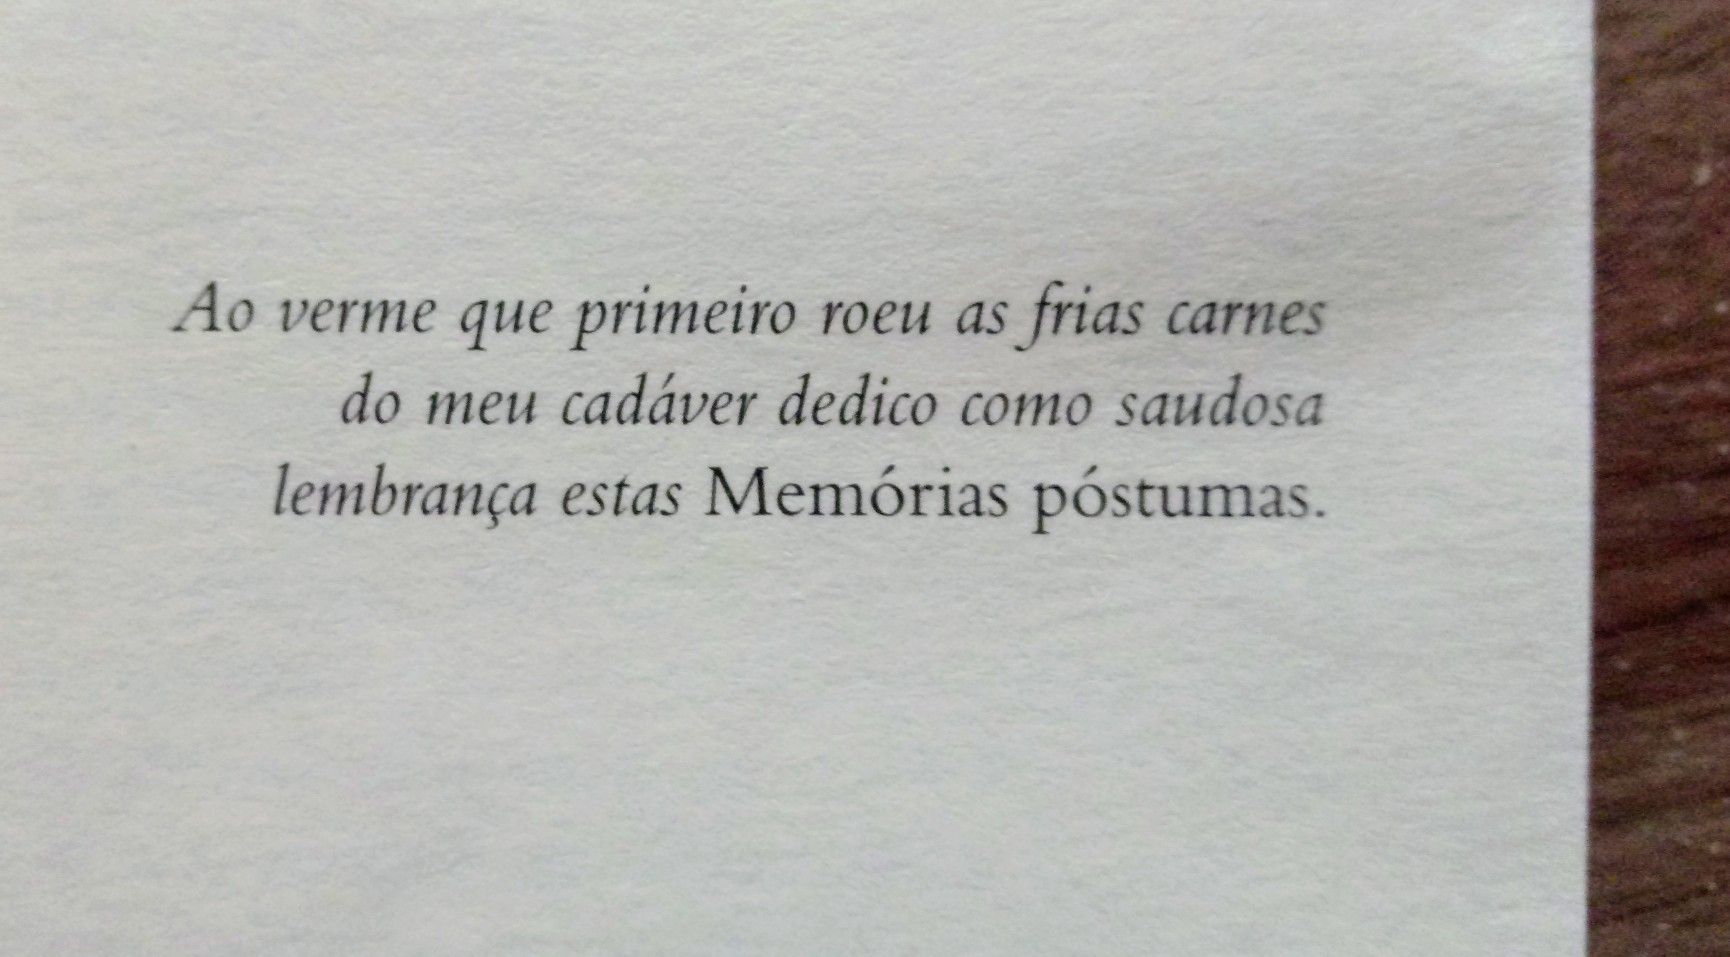 Ao verme que primeiro roeu as frias carnes
do meu cadáver dedico como saudosa
lembrança estas Memórias póstumas.